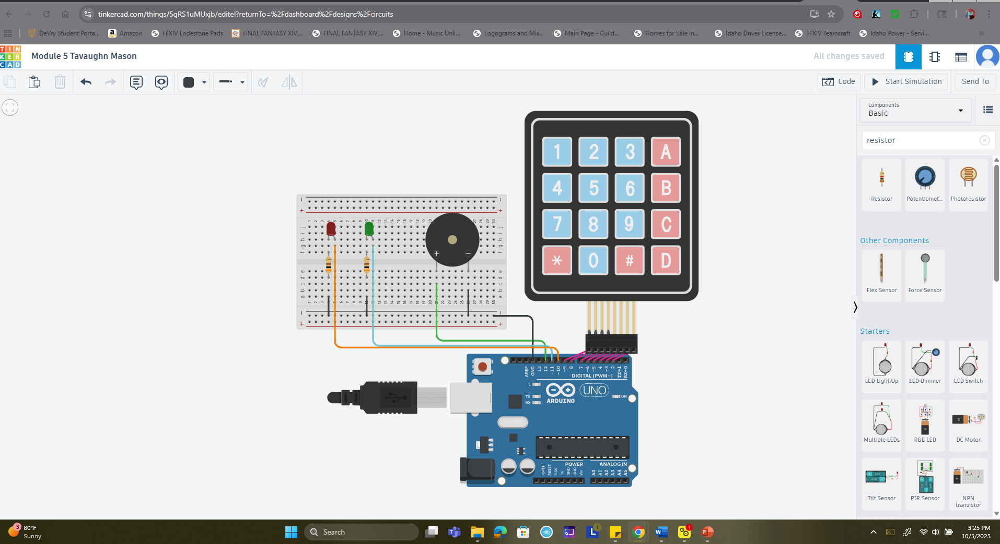 tinkercad.com/things/5gRS1uMUxjb/editel?returnTo=%2Fdashboard%2Fdesigns%2Fcircuits
DeVry Student Porta... Amazon FFXIV Lodestone Pads FINAL FANTASY XIV,... FINAL FANTASY XIV,... Home - Music Unli... Logograms and Mix... Main Page - Guild... Homes for Sale in... Idaho Driver License... FFXIV Teamcraft Idaho Power - Servi...
TIN
KER
CAD
Module 5 Tavaughn Mason
All changes saved
Code
Start Simulation
Send To
Components
Basic
resistor
Resistor Potentiomet... Photoresistor
Other Components
Flex Sensor Force Sensor
Starters
LED Light Up LED Dimmer LED Switch
Multiple LEDs RGB LED DC Motor
Tilt Sensor PIR Sensor NPN transistor
1 2 3 A
4 5 6 B
7 8 9 C
* 0 # D
AREF GND 13 12 ~11 ~10 ~9 8 7 ~6 ~5 4 ~3 2 TX→1 RX←0
DIGITAL (PWM~)
L
TX
RX
UNO
ARDUINO
ON
POWER
ANALOG IN
IOREF RESET 3.3V 5V GND GND Vin A0 A1 A2 A3 A4 A5
3
80°F
Sunny
Search
1
3:25 PM
10/5/2025